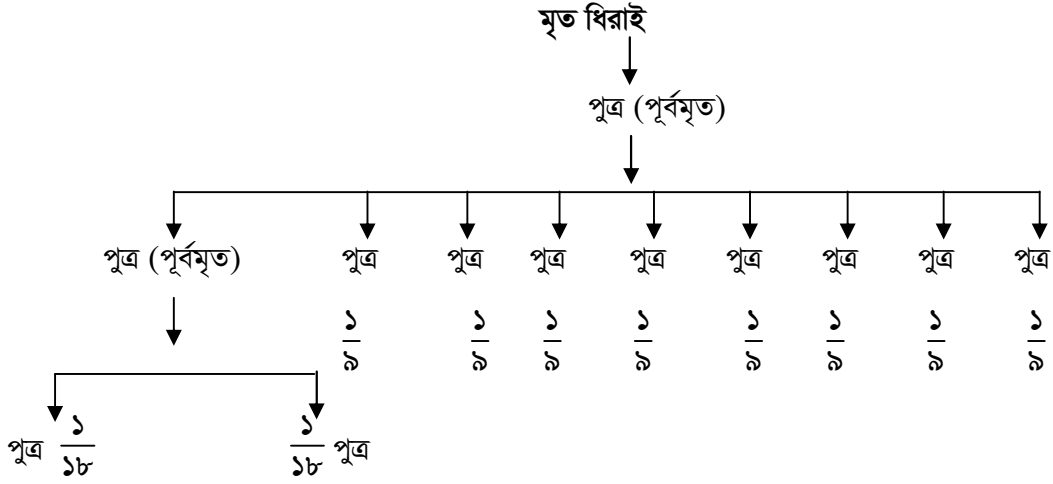 মৃত ধিরাই
পুত্র (পূর্বমৃত)
পুত্র (পূর্বমৃত) পুত্র পুত্র পুত্র পুত্র পুত্র পুত্র পুত্র পুত্র
১/৯ ১/৯ ১/৯ ১/৯ ১/৯ ১/৯ ১/৯ ১/৯
পুত্র ১/১৮ ১/১৮ পুত্র